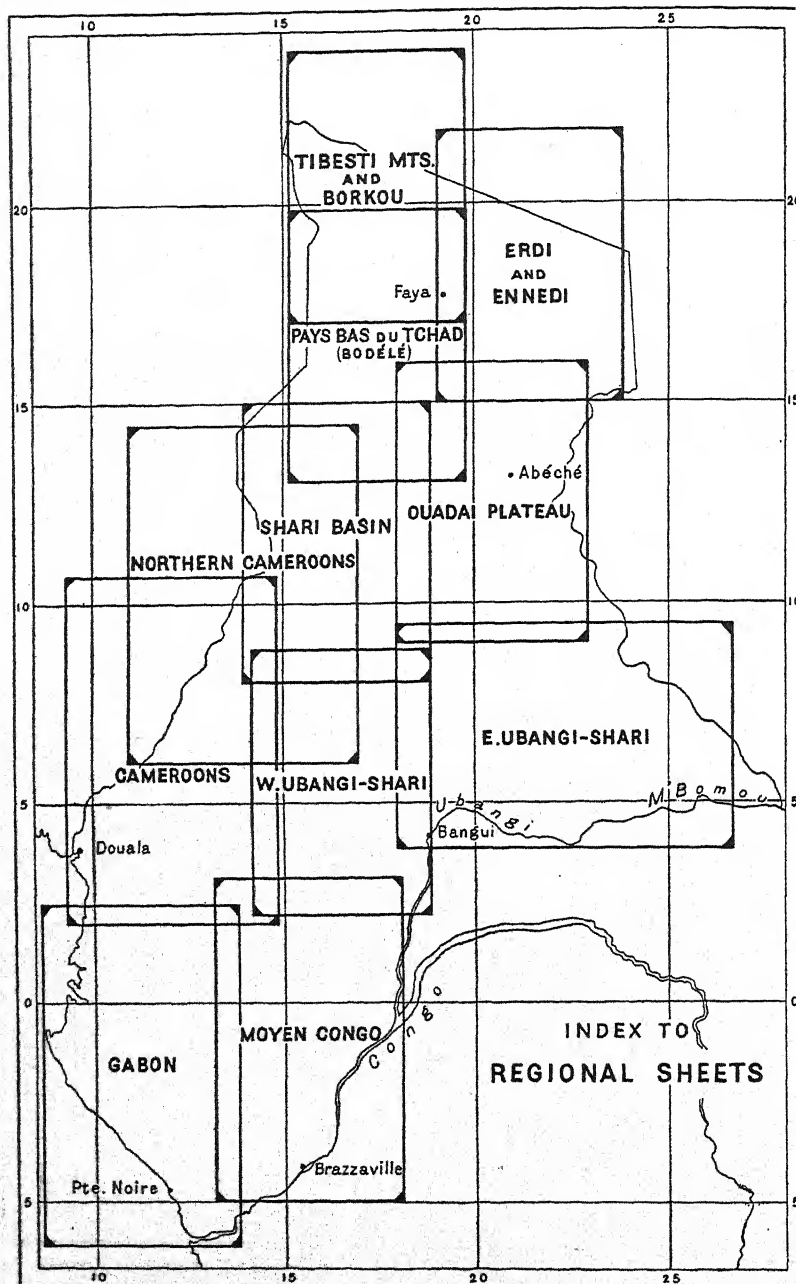 10 15 20 25
TIBESTI MTS.
AND
BORKOU
20 20
ERDI
AND
ENNEDI
Faya
PAYS BAS DU TCHAD
(BODÉLÉ)
15 15
Abéché
OUADAI PLATEAU
SHARI BASIN
NORTHERN CAMEROONS
10 10
E. UBANGI-SHARI
CAMEROONS
W. UBANGI-SHARI
5 5
Ubangi
M'Bomou
Bangui
Douala
0 0
Congo
MOYEN CONGO
INDEX TO
REGIONAL SHEETS
GABON
Brazzaville
Pte. Noire
5 5
10 15 20 25